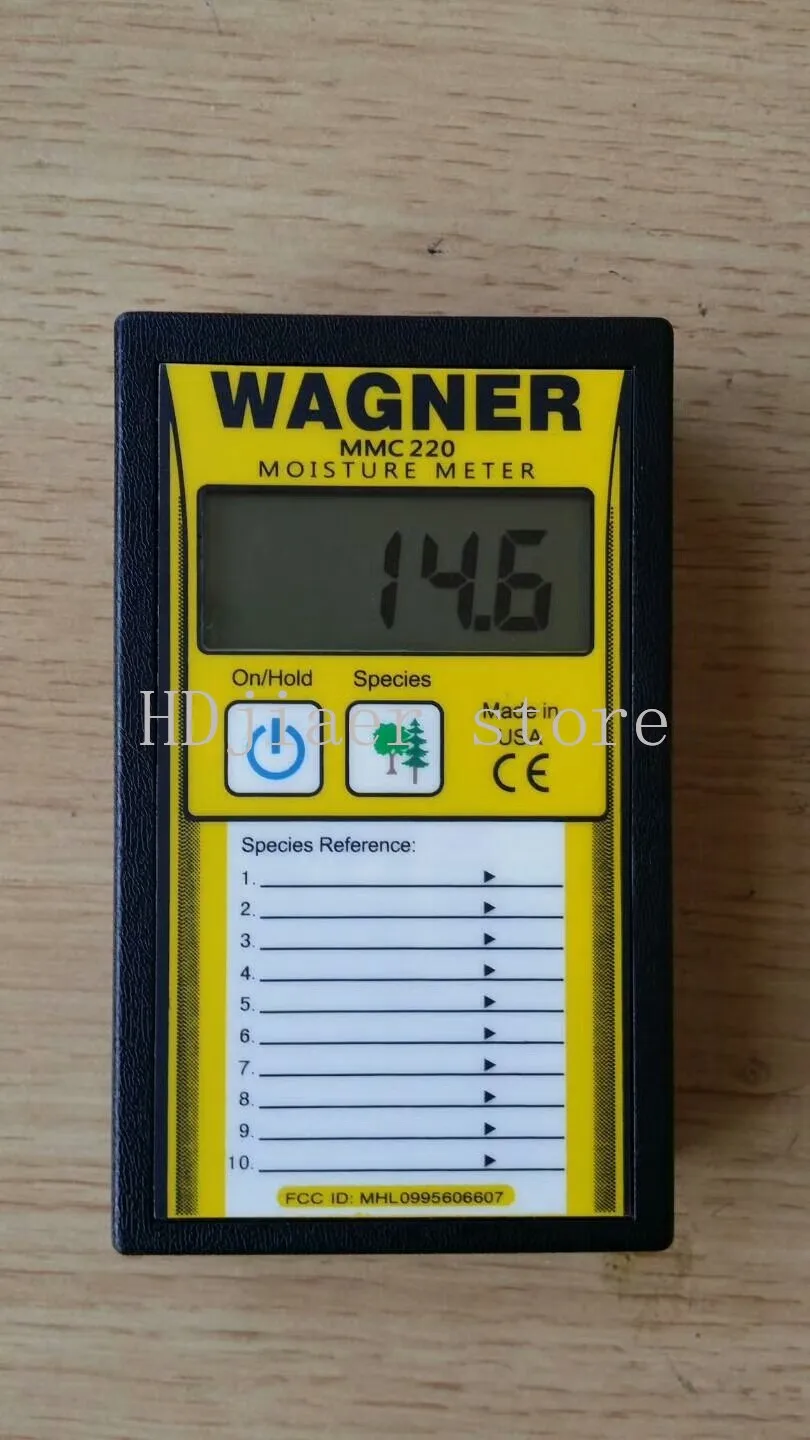 WAGNER
MMC 220
MOISTURE METER
14.6
On/Hold Species
Made in
USA
CE
HDjiaer store
Species Reference:
1. ▶
2. ▶
3. ▶
4. ▶
5. ▶
6. ▶
7. ▶
8. ▶
9. ▶
10. ▶
FCC ID: MHL0995606607